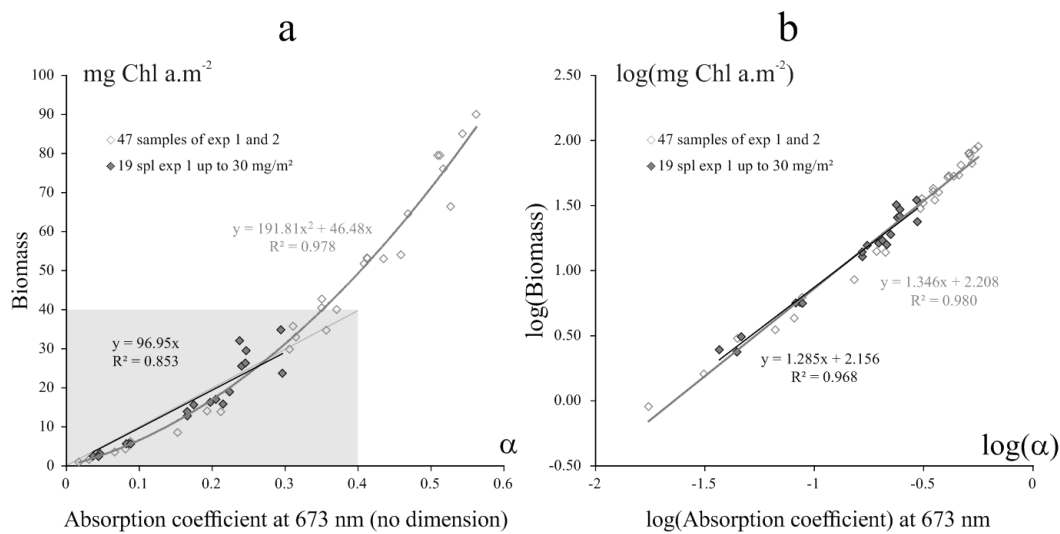 a
mg Chl a.m⁻²
100
90
80
70
60
50
40
30
20
10
0
Biomass
47 samples of exp 1 and 2
19 spl exp 1 up to 30 mg/m²
y = 191.81x² + 46.48x
R² = 0.978
y = 96.95x
R² = 0.853
α
0 0.1 0.2 0.3 0.4 0.5 0.6
Absorption coefficient at 673 nm (no dimension)
b
log(mg Chl a.m⁻²)
2.50
2.00
1.50
1.00
0.50
0.00
-0.50
log(Biomass)
47 samples of exp 1 and 2
19 spl exp 1 up to 30 mg/m²
y = 1.346x + 2.208
R² = 0.980
y = 1.285x + 2.156
R² = 0.968
log(α)
-2 -1.5 -1 -0.5 0
log(Absorption coefficient) at 673 nm